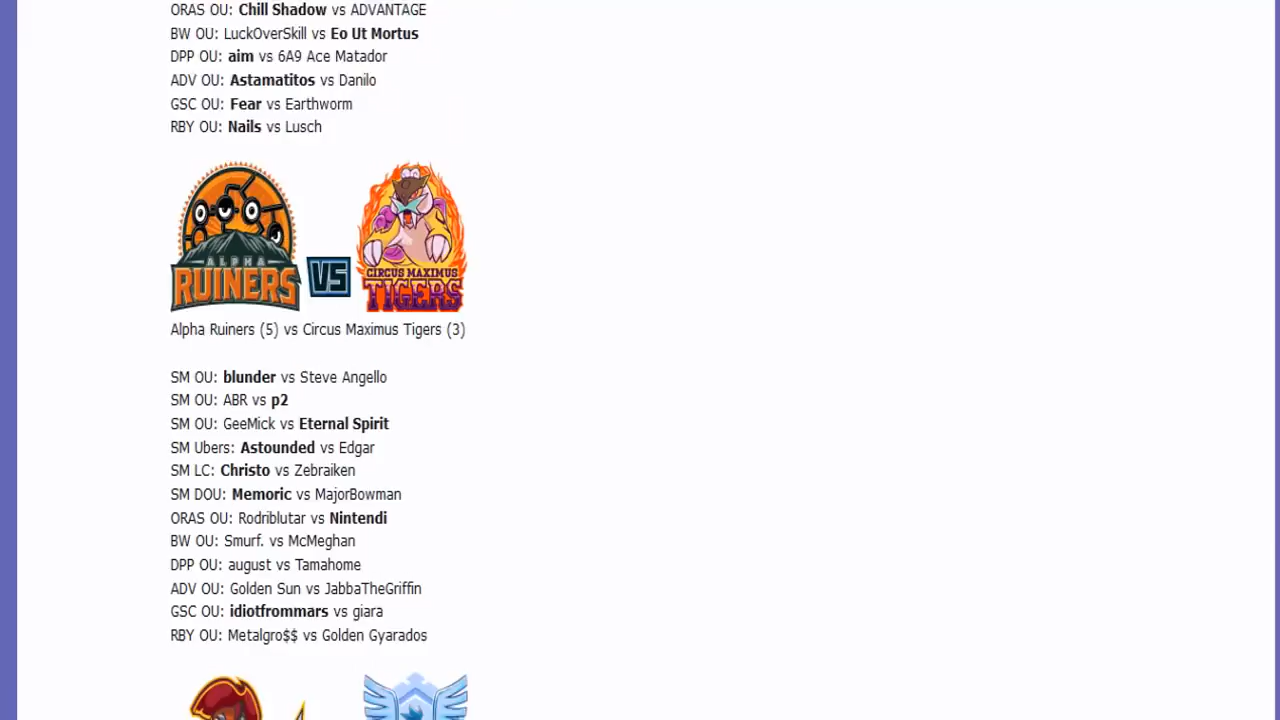 ORAS OU: Chill Shadow vs ADVANTAGE
BW OU: LuckOverSkill vs Eo Ut Mortus
DPP OU: aim vs 6A9 Ace Matador
ADV OU: Astamatitos vs Danilo
GSC OU: Fear vs Earthworm
RBY OU: Nails vs Lusch
ALPHA
RUINERS
VS
CIRCUS MAXIMUS
TIGERS
Alpha Ruiners (5) vs Circus Maximus Tigers (3)
SM OU: blunder vs Steve Angello
SM OU: ABR vs p2
SM OU: GeeMick vs Eternal Spirit
SM Ubers: Astounded vs Edgar
SM LC: Christo vs Zebraiken
SM DOU: Memoric vs MajorBowman
ORAS OU: Rodriblutar vs Nintendi
BW OU: Smurf. vs McMeghan
DPP OU: august vs Tamahome
ADV OU: Golden Sun vs JabbaTheGriffin
GSC OU: idiotfrommars vs giara
RBY OU: Metalgro$$ vs Golden Gyarados